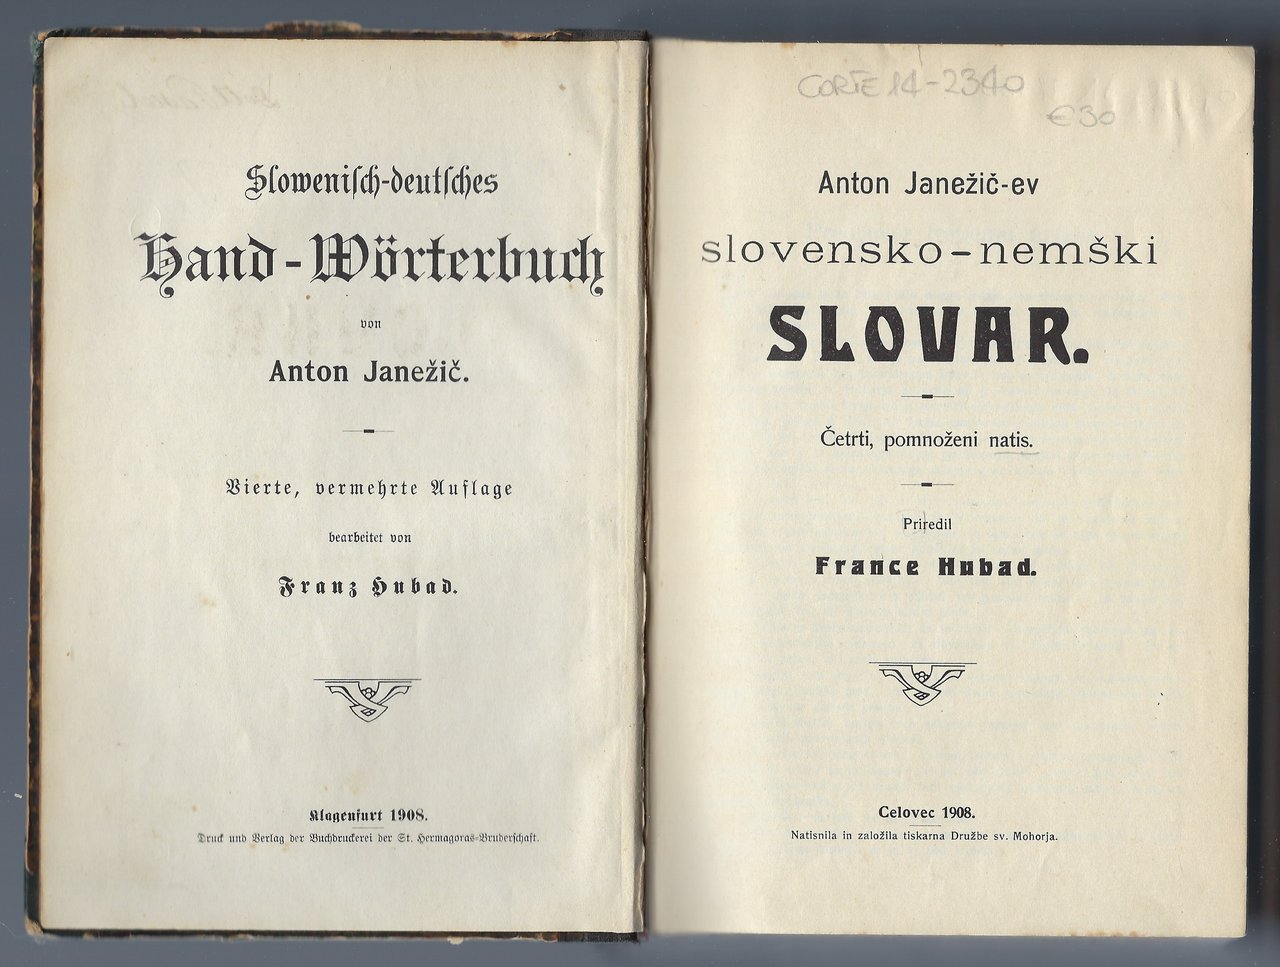 Slowenisch-deutsches
Hand-Wörterbuch
von
Anton Janežič.
Vierte, vermehrte Auflage
bearbeitet von
Franz Hubad.
Klagenfurt 1908.
Druck und Verlag der Buchdruckerei der St. Hermagoras-Bruderschaft.
CORTE 14-2340
€30
Anton Janežič-ev
slovensko-nemški
SLOVAR.
Četrti, pomnoženi natis.
Priredil
France Hubad.
Celovec 1908.
Natisnila in založila tiskarna Družbe sv. Mohorja.